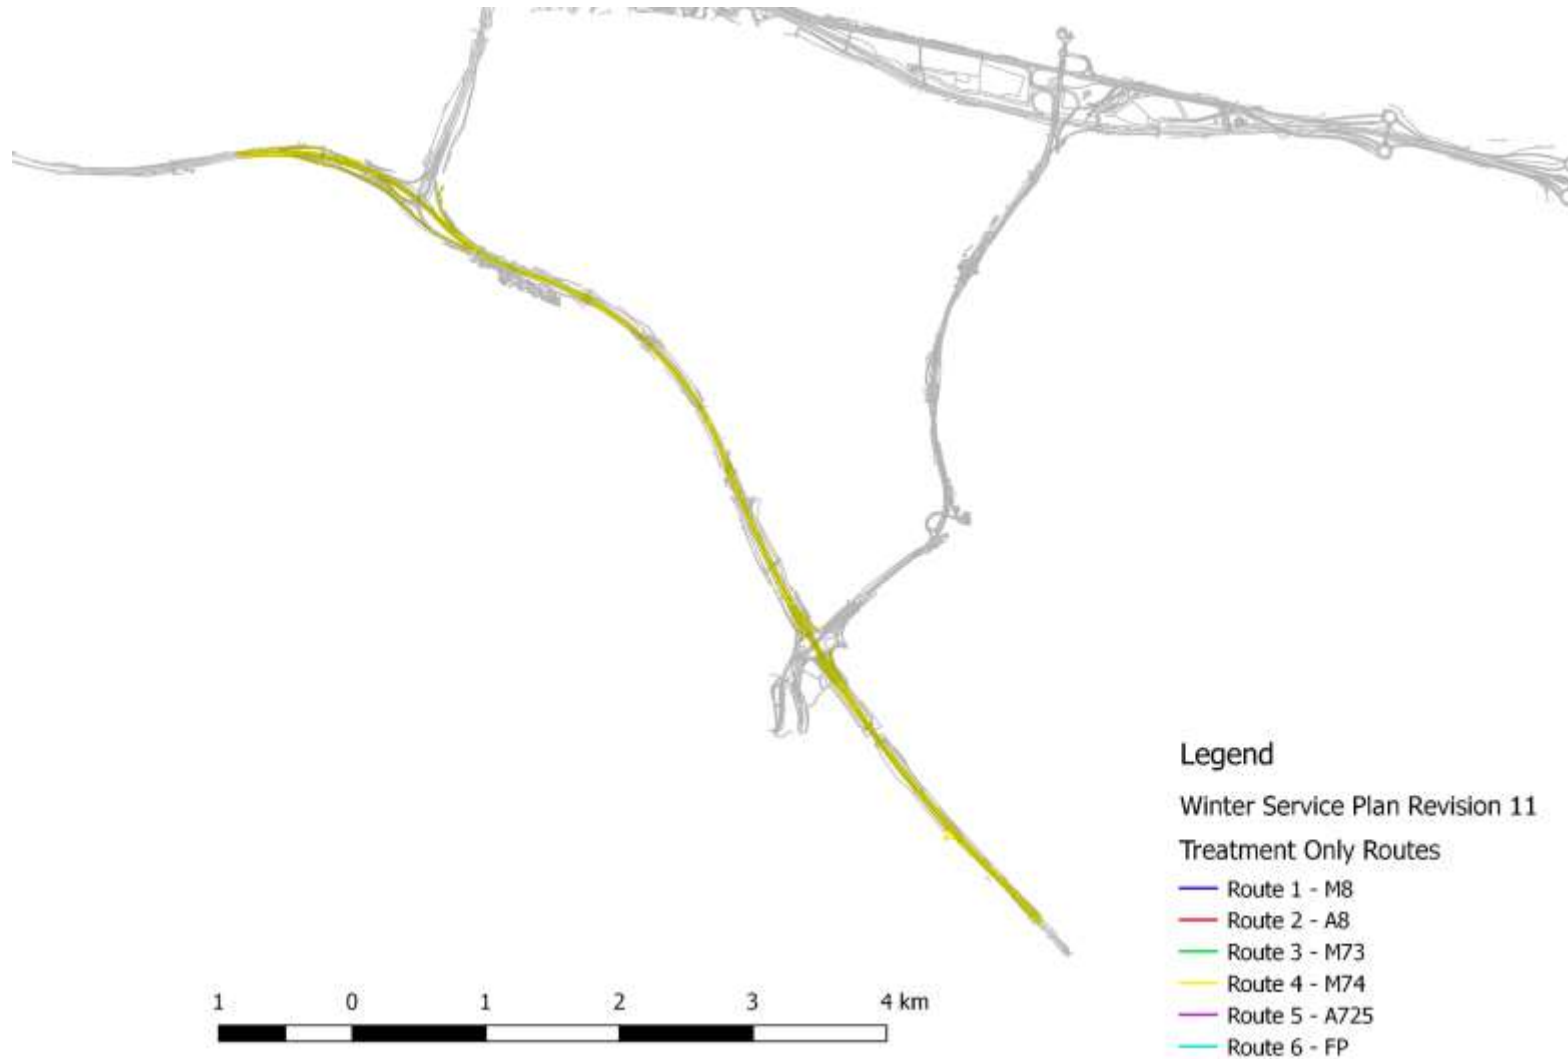 Legend
Winter Service Plan Revision 11
Treatment Only Routes
Route 1 - M8
Route 2 - A8
Route 3 - M73
Route 4 - M74
Route 5 - A725
Route 6 - FP
1 0 1 2 3 4 km